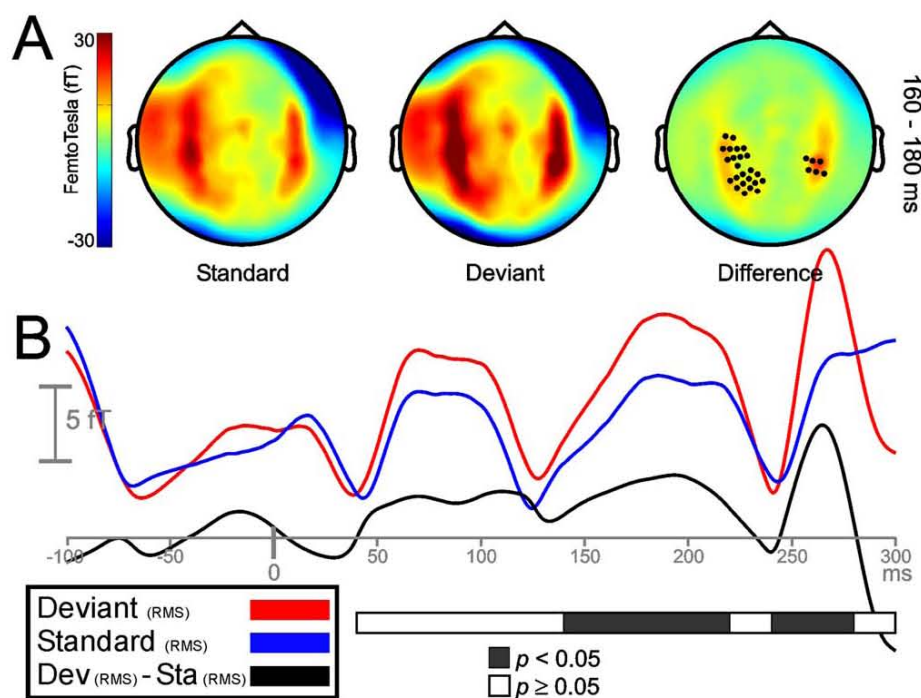 A
30
FemtoTesla (fT)
-30
Standard
Deviant
Difference
160 - 180 ms
B
5 fT
-100
-50
0
50
100
150
200
250
300
ms
Deviant (RMS)
Standard (RMS)
Dev(RMS) - Sta (RMS)
p < 0.05
p ≥ 0.05